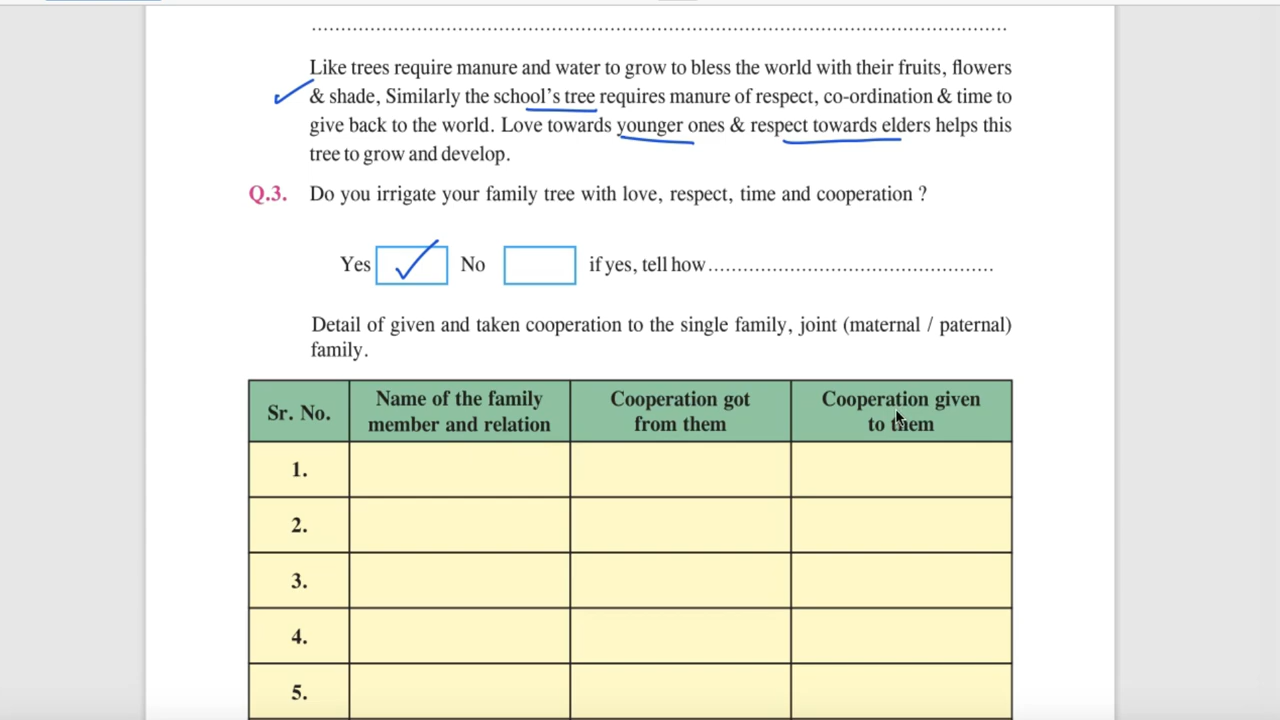 ................................................................................................................
Like trees require manure and water to grow to bless the world with their fruits, flowers
& shade, Similarly the school's tree requires manure of respect, co-ordination & time to
give back to the world. Love towards younger ones & respect towards elders helps this
tree to grow and develop.
Q.3. Do you irrigate your family tree with love, respect, time and cooperation ?
Yes ✓ No if yes, tell how................................................
Detail of given and taken cooperation to the single family, joint (maternal / paternal)
family.
Sr. No. Name of the family member and relation Cooperation got from them Cooperation given to them
1.
2.
3.
4.
5.